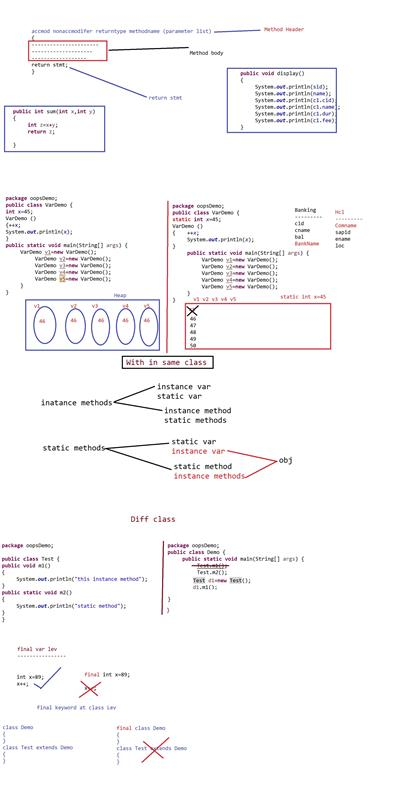 accmod nonaccmodifer returntype methodname (parameter list)
Method Header
{
-----------------------
------------------
Method body
--------------------
return stmt;
}
return stmt
public void display()
{
System.out.println(sid);
System.out.println(name);
System.out.println(c1.cid);
System.out.println(c1.name);
System.out.println(c1.dur);
System.out.println(c1.fee);
}
public int sum(int x,int y)
{
int z=x+y;
return z;
}
package oopsDemo;
public class VarDemo {
int x=45;
VarDemo ()
{++x;
System.out.println(x);
}
public static void main(String[] args) {
VarDemo v1=new VarDemo();
VarDemo v2=new VarDemo();
VarDemo v3=new VarDemo();
VarDemo v4=new VarDemo();
VarDemo v5=new VarDemo();
}
}
Heap
v1 v2 v3 v4 v5
46 46 46 46 46
package oopsDemo;
public class VarDemo {
static int x=45;
VarDemo ()
{ ++x;
System.out.println(x);
}
public static void main(String[] args) {
VarDemo v1=new VarDemo();
VarDemo v2=new VarDemo();
VarDemo v3=new VarDemo();
VarDemo v4=new VarDemo();
VarDemo v5=new VarDemo();
}
}
v1 v2 v3 v4 v5
static int x=45
46
47
48
49
50
Banking
---------
cid
cname
bal
BankName
Hcl
---------
Comname
sapid
ename
loc
With in same class
inatance methods
instance var
static var
instance method
static methods
static methods
static var
instance var
static method
instance methods
obj
Diff class
package oopsDemo;
public class Test {
public void m1()
{
System.out.println("this instance method");
}
public static void m2()
{
System.out.println("static method");
}
}
package oopsDemo;
public class Demo {
public static void main(String[] args) {
Test.m1();
Test.m2();
Test d1=new Test();
d1.m1();
}
}
final var lev
----------------
int x=89;
x++;
final int x=89;
x++;
final keyword at class Lev
class Demo
{
}
class Test extends Demo
{
}
final class Demo
{
}
class Test extends Demo
{
}